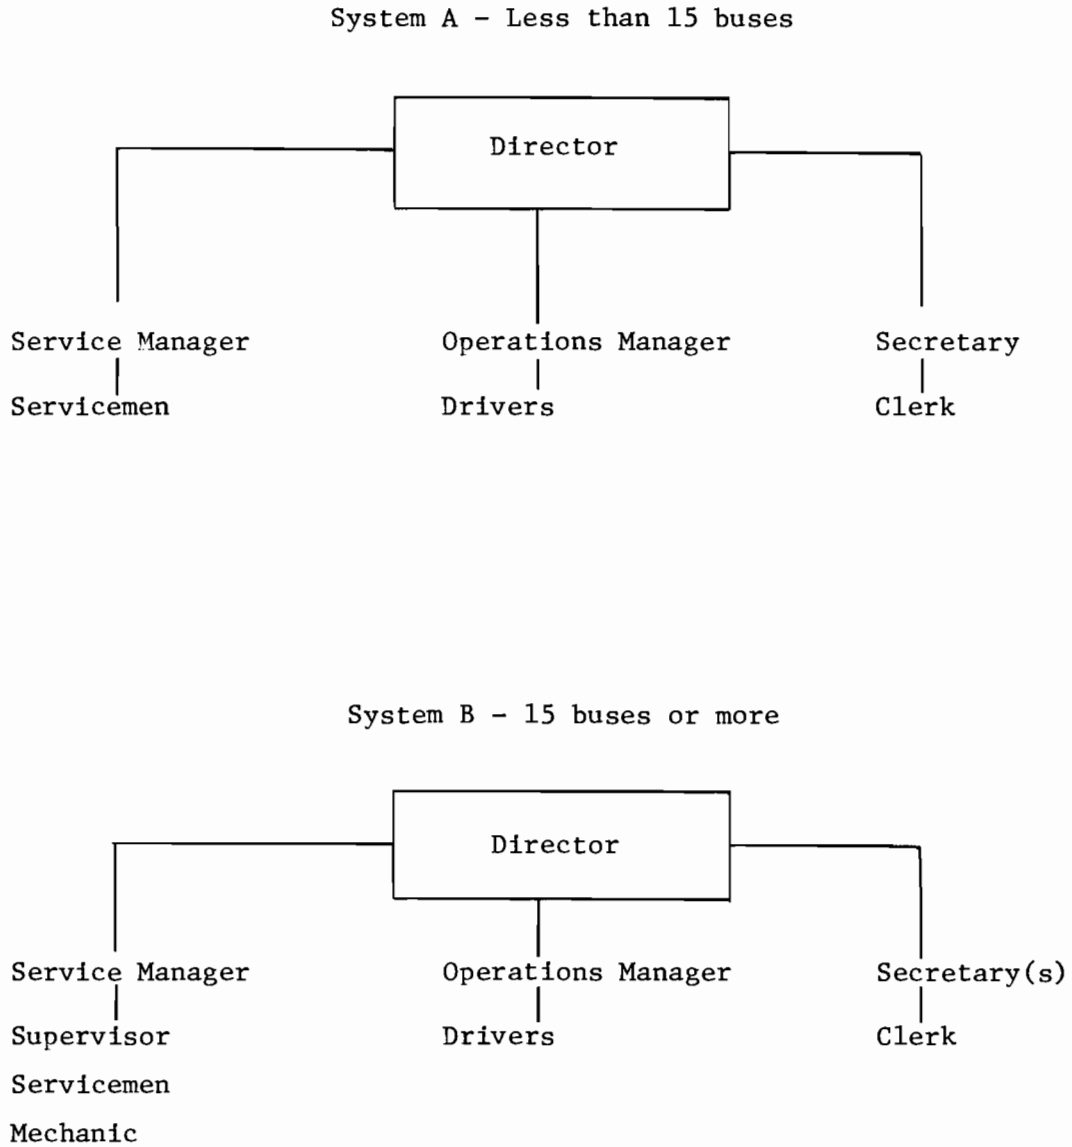 System A - Less than 15 buses
Director
Service Manager Operations Manager Secretary
Servicemen Drivers Clerk
System B - 15 buses or more
Director
Service Manager Operations Manager Secretary(s)
Supervisor Drivers Clerk
Servicemen
Mechanic